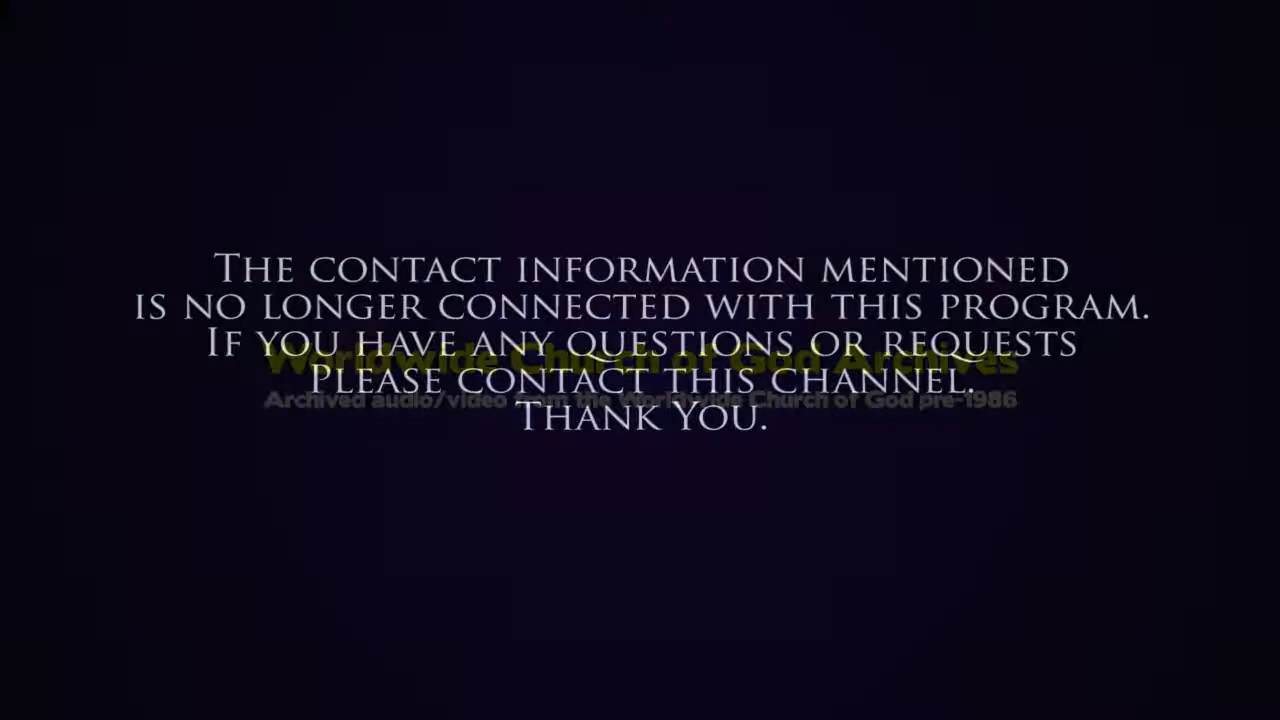 The contact information mentioned
is no longer connected with this program.
If you have any questions or requests
Worldwide Church of God Archives
Please contact this channel.
Archived audio/video from the Worldwide Church of God pre-1986
Thank You.